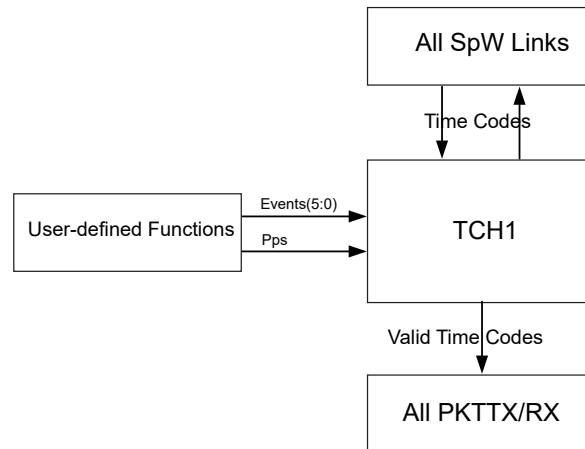 All SpW Links
Time Codes
Events(5:0)
User-defined Functions
TCH1
Pps
Valid Time Codes
All PKTTX/RX